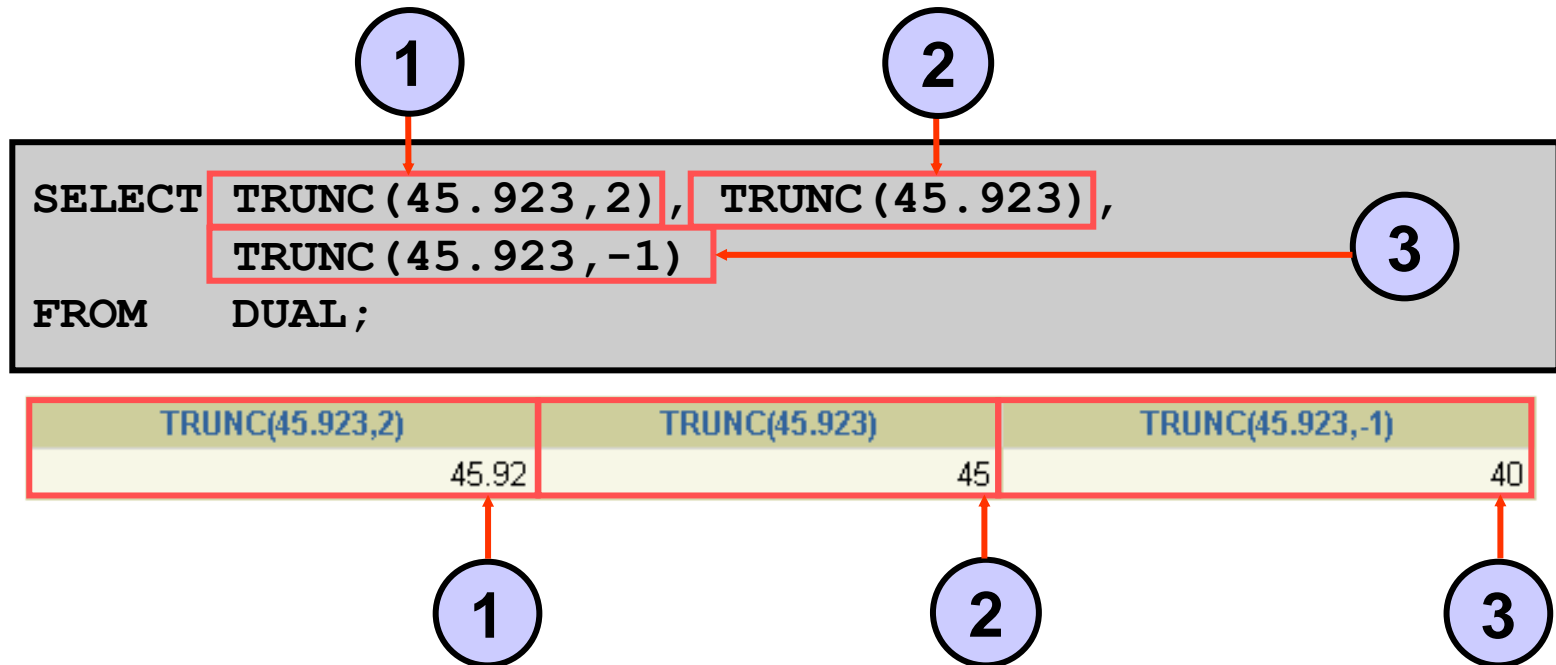 1 2
SELECT TRUNC(45.923,2), TRUNC(45.923),
TRUNC(45.923,-1) 3
FROM DUAL;
TRUNC(45.923,2) TRUNC(45.923) TRUNC(45.923,-1)
45.92 45 40
1 2 3